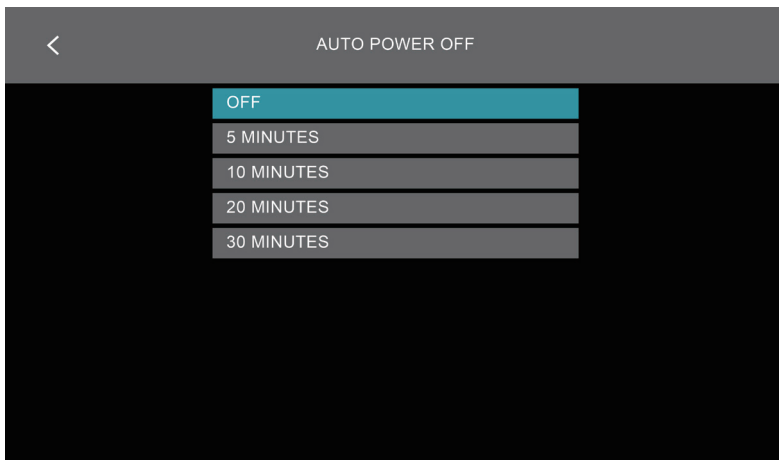 AUTO POWER OFF
OFF
5 MINUTES
10 MINUTES
20 MINUTES
30 MINUTES